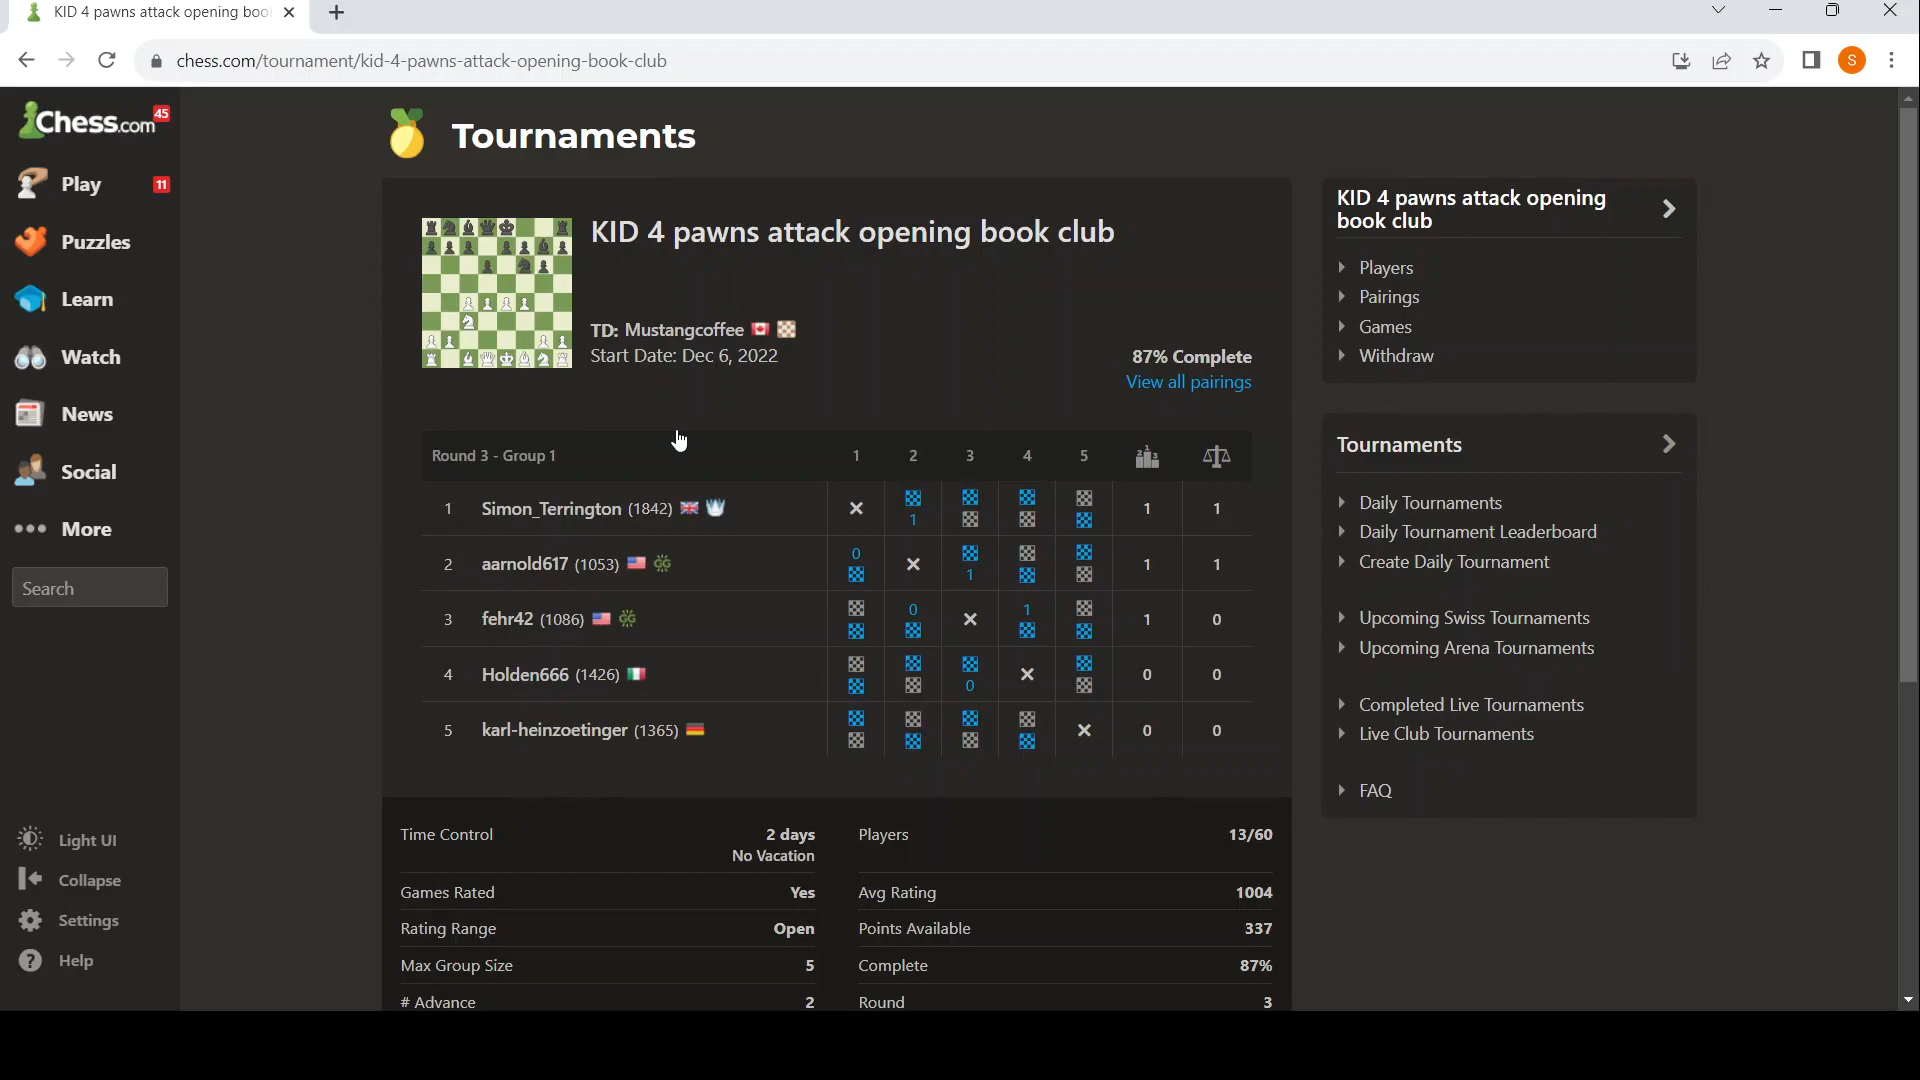 KID 4 pawns attack opening boo
chess.com/tournament/kid-4-pawns-attack-opening-book-club
S
Chess.com
45
Play
11
Puzzles
Learn
Watch
News
Social
More
Search
Light UI
Collapse
Settings
Help
Tournaments
KID 4 pawns attack opening book club
TD: Mustangcoffee
Start Date: Dec 6, 2022
87% Complete
View all pairings
Round 3 - Group 1 1 2 3 4 5
1 Simon_Terrington (1842) × 1 1 1
2 aarnold617 (1053) 0 × 1 1 1
3 fehr42 (1086) 0 × 1 1 0
4 Holden666 (1426) 0 × 0 0
5 karl-heinzoetinger (1365) × 0 0
Time Control 2 days
No Vacation
Players 13/60
Games Rated Yes
Avg Rating 1004
Rating Range Open
Points Available 337
Max Group Size 5
Complete 87%
# Advance 2
Round 3
KID 4 pawns attack opening
book club
Players
Pairings
Games
Withdraw
Tournaments
Daily Tournaments
Daily Tournament Leaderboard
Create Daily Tournament
Upcoming Swiss Tournaments
Upcoming Arena Tournaments
Completed Live Tournaments
Live Club Tournaments
FAQ